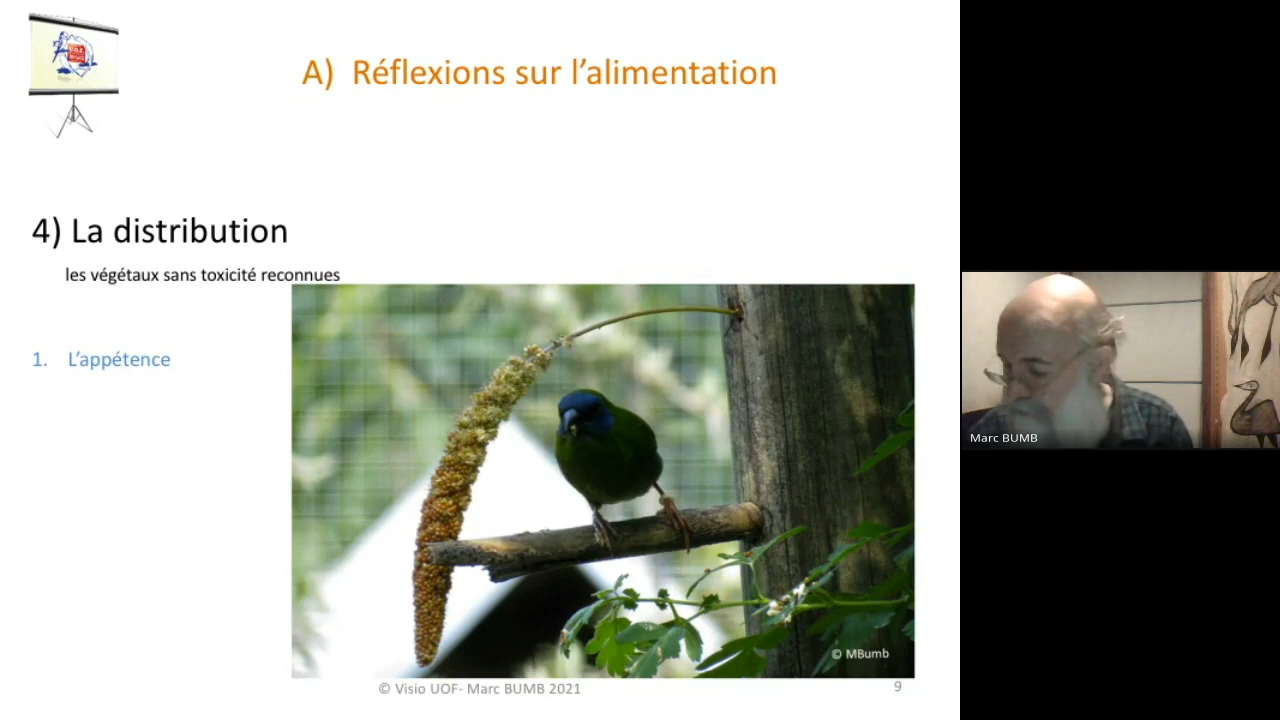 A) Réflexions sur l’alimentation
4) La distribution
les végétaux sans toxicité reconnues
1. L’appétence
© MBumb
Marc BUMB
© Visio UOF- Marc BUMB 2021
9